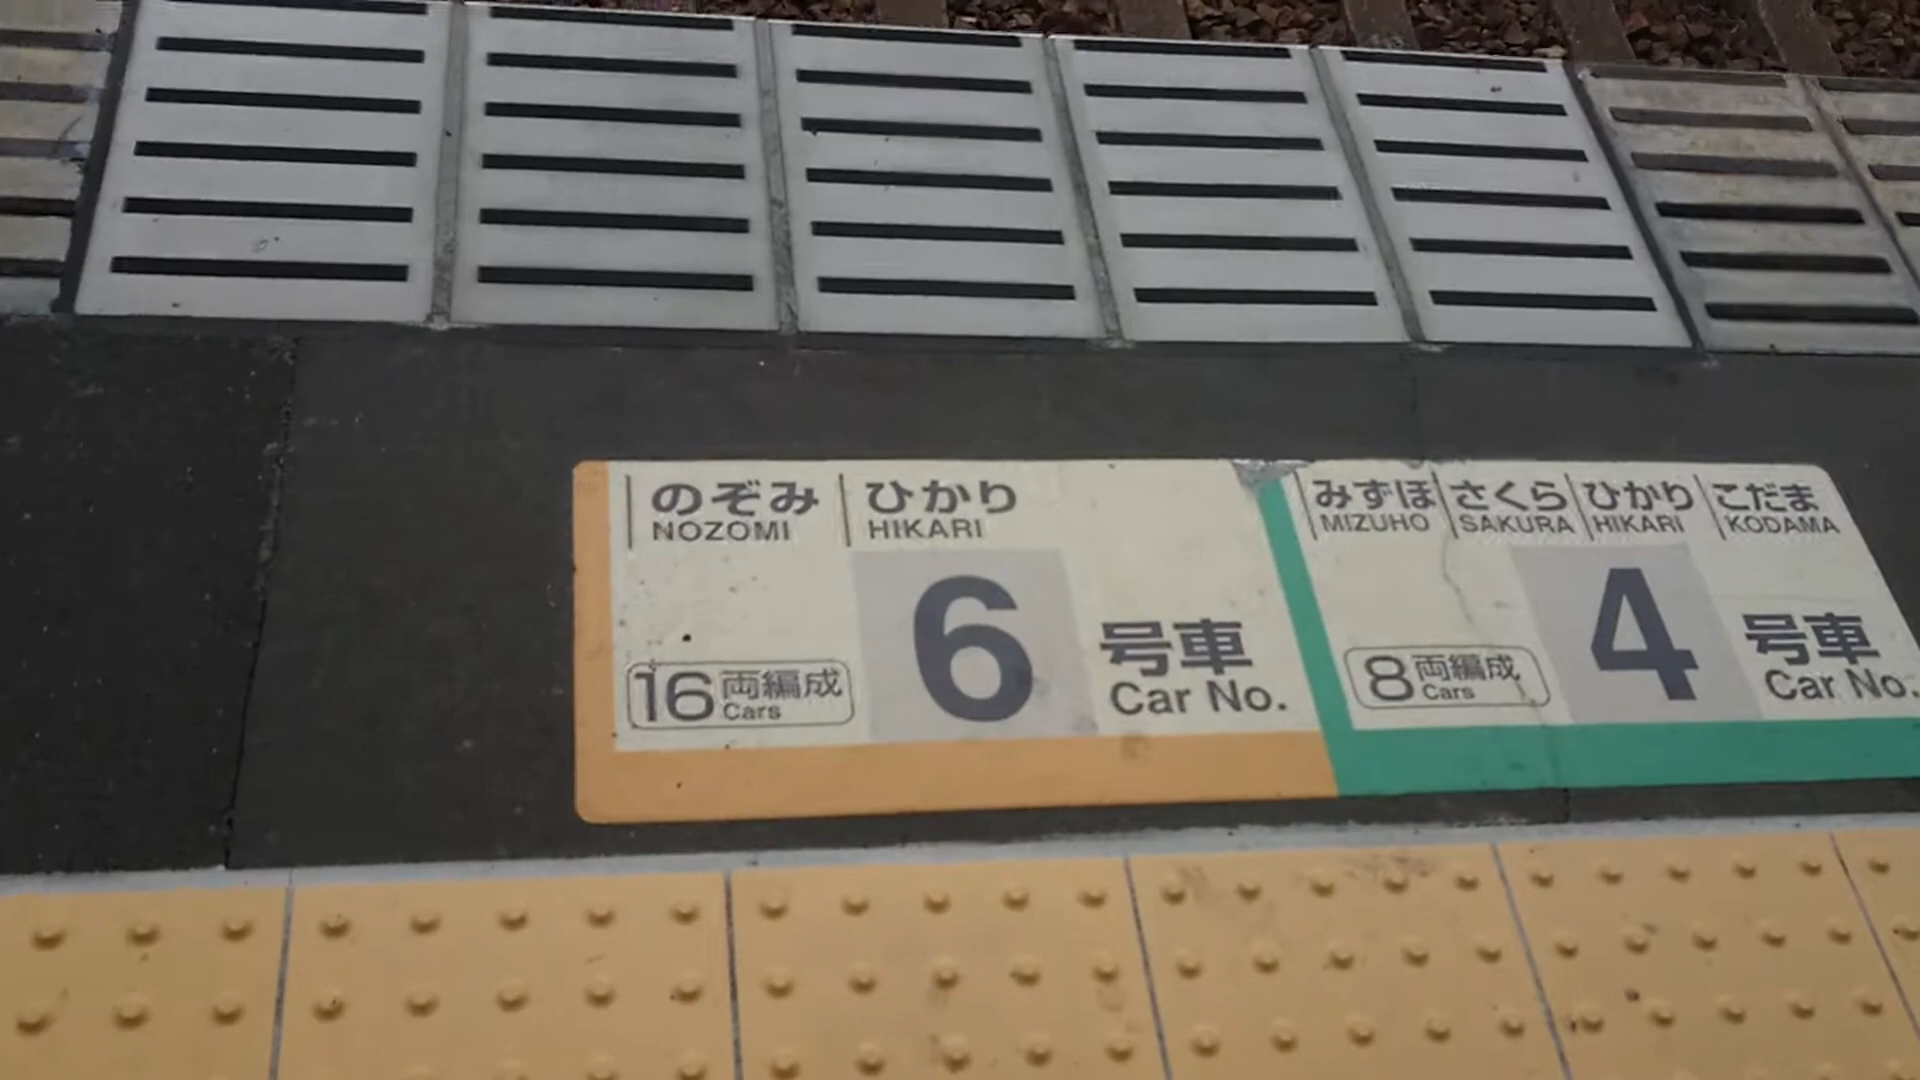 のぞみ ひかり
NOZOMI HIKARI
6 号車
Car No.
16 両編成
Cars
みずほ さくら ひかり こだま
MIZUHO SAKURA HIKARI KODAMA
4 号車
Car No.
8 両編成
Cars